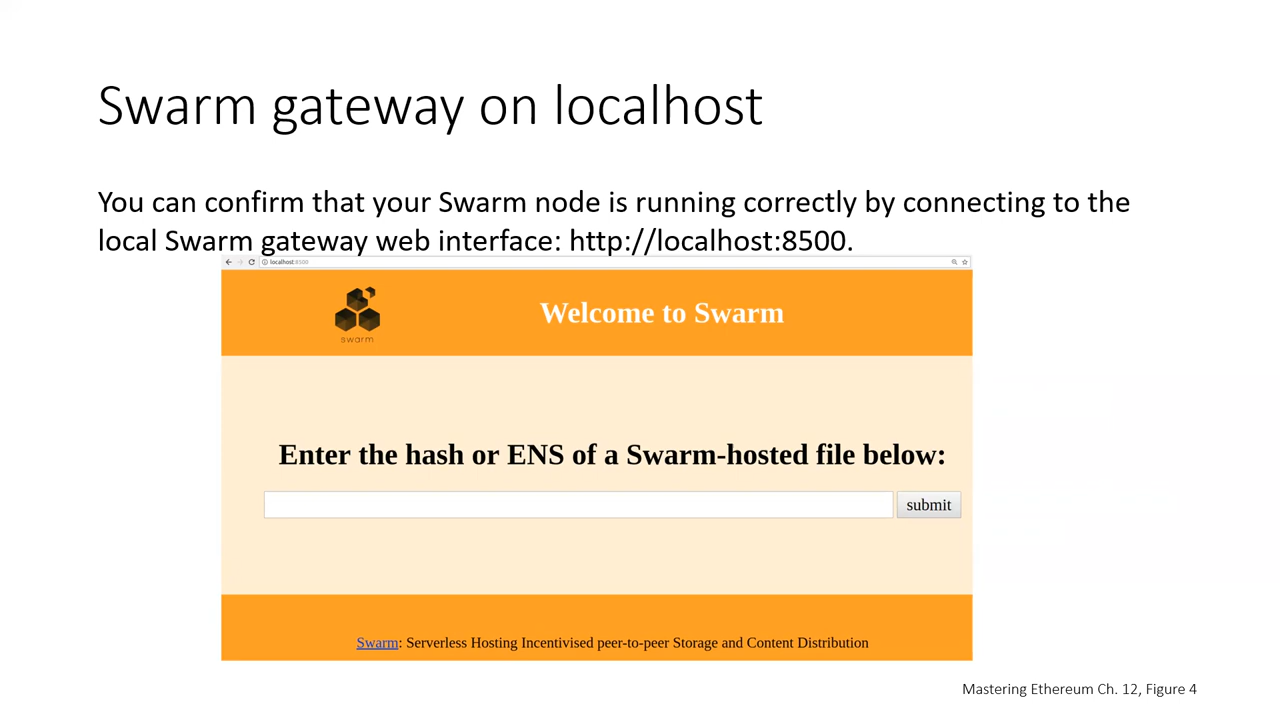 Swarm gateway on localhost
You can confirm that your Swarm node is running correctly by connecting to the
local Swarm gateway web interface: http://localhost:8500.
localhost:8500
swarm
Welcome to Swarm
Enter the hash or ENS of a Swarm-hosted file below:
submit
Swarm: Serverless Hosting Incentivised peer-to-peer Storage and Content Distribution
Mastering Ethereum Ch. 12, Figure 4